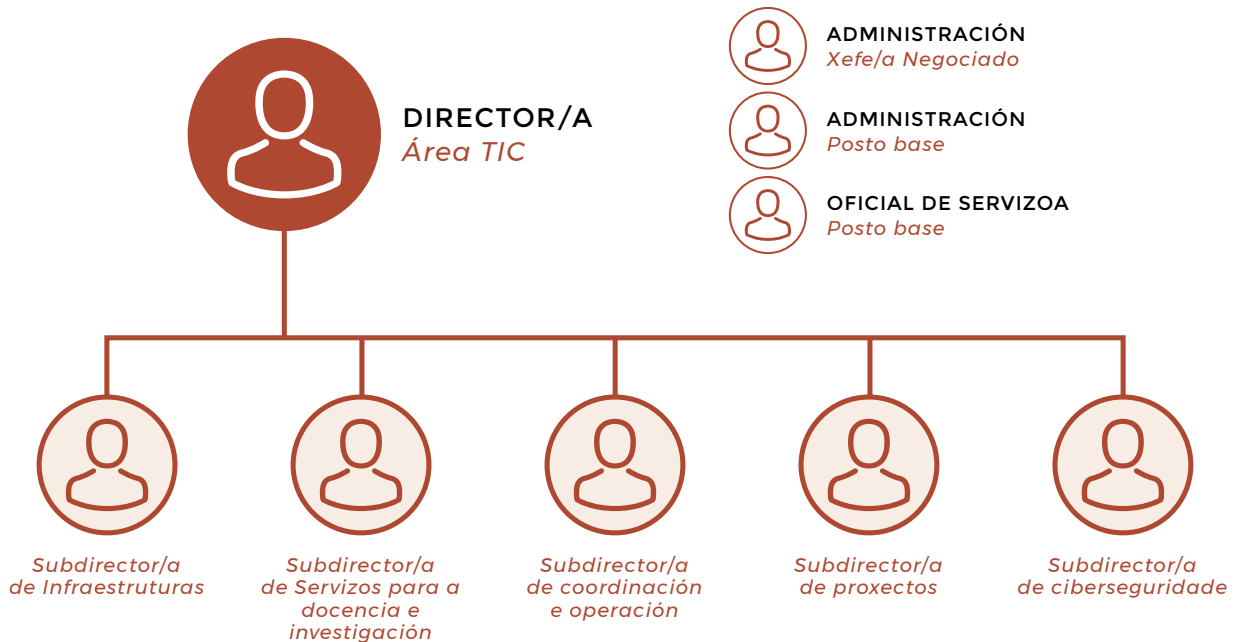 DIRECTOR/A
Área TIC
ADMINISTRACIÓN
Xefe/a Negociado
ADMINISTRACIÓN
Posto base
OFICIAL DE SERVIZOA
Posto base
Subdirector/a
de Infraestruturas
Subdirector/a
de Servizos para a
docencia e
investigación
Subdirector/a
de coordinación
e operación
Subdirector/a
de proxectos
Subdirector/a
de ciberseguridade